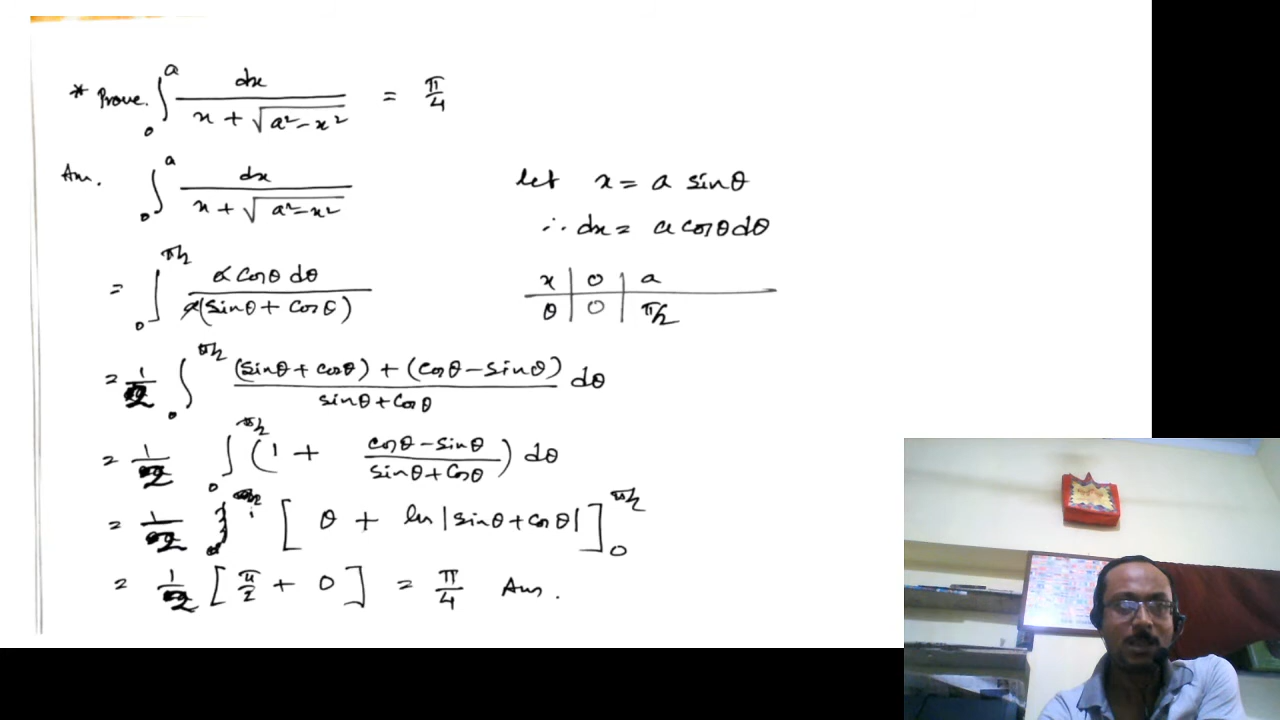 * Prove. ∫₀ᵃ dx / (x + √(a² − x²)) = π/4
Ans. ∫₀ᵃ dx / (x + √(a² − x²))
let x = a sinθ
∴ dx = a cosθ dθ
x | 0 | a
θ | 0 | π/2
= ∫₀^{π/2} a cosθ dθ / a(sinθ + cosθ)
= 1/2 ∫₀^{π/2} ((sinθ + cosθ) + (cosθ − sinθ)) / (sinθ + cosθ) dθ
= 1/2 ∫₀^{π/2} (1 + (cosθ − sinθ) / (sinθ + cosθ)) dθ
= 1/2 [θ + ln|sinθ + cosθ|]₀^{π/2}
= 1/2 [π/2 + 0] = π/4 Ans.